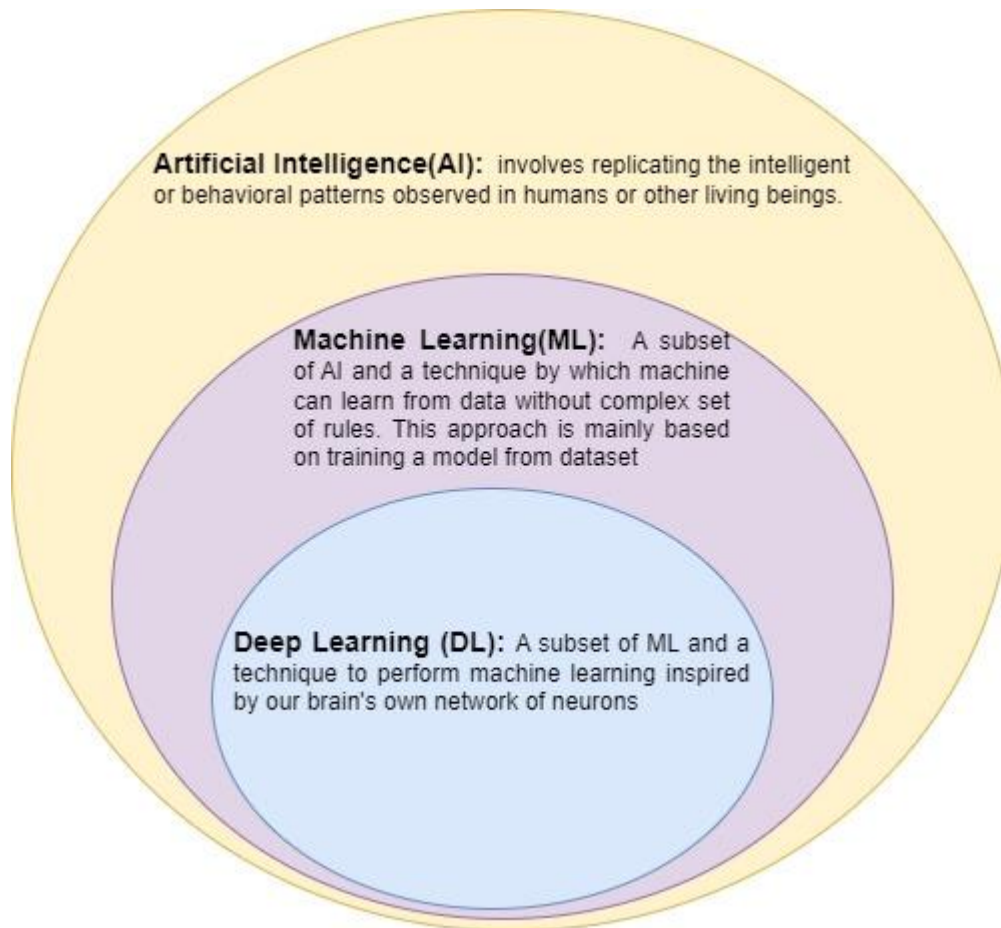 Artificial Intelligence(AI): involves replicating the intelligent
or behavioral patterns observed in humans or other living beings.
Machine Learning(ML): A subset
of AI and a technique by which machine
can learn from data without complex set
of rules. This approach is mainly based
on training a model from dataset
Deep Learning (DL): A subset of ML and a
technique to perform machine learning inspired
by our brain's own network of neurons